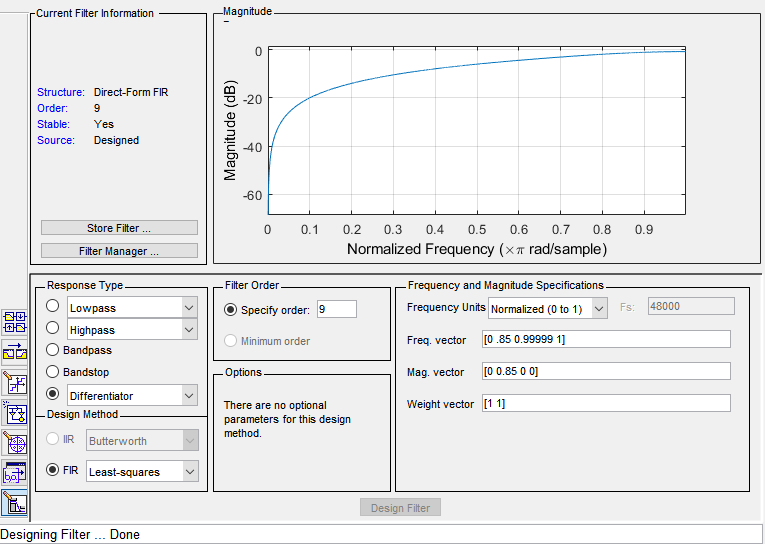 Current Filter Information
Structure: Direct-Form FIR
Order: 9
Stable: Yes
Source: Designed
Store Filter ...
Filter Manager ...
Magnitude
Magnitude (dB)
0
-20
-40
-60
0 0.1 0.2 0.3 0.4 0.5 0.6 0.7 0.8 0.9
Normalized Frequency (×π rad/sample)
Response Type
Lowpass
Highpass
Bandpass
Bandstop
Differentiator
Design Method
IIR Butterworth
FIR Least-squares
Filter Order
Specify order: 9
Minimum order
Options
There are no optional
parameters for this design
method.
Frequency and Magnitude Specifications
Frequency Units Normalized (0 to 1) Fs: 48000
Freq. vector [0 .85 0.99999 1]
Mag. vector [0 0.85 0 0]
Weight vector [1 1]
Design Filter
Designing Filter ... Done